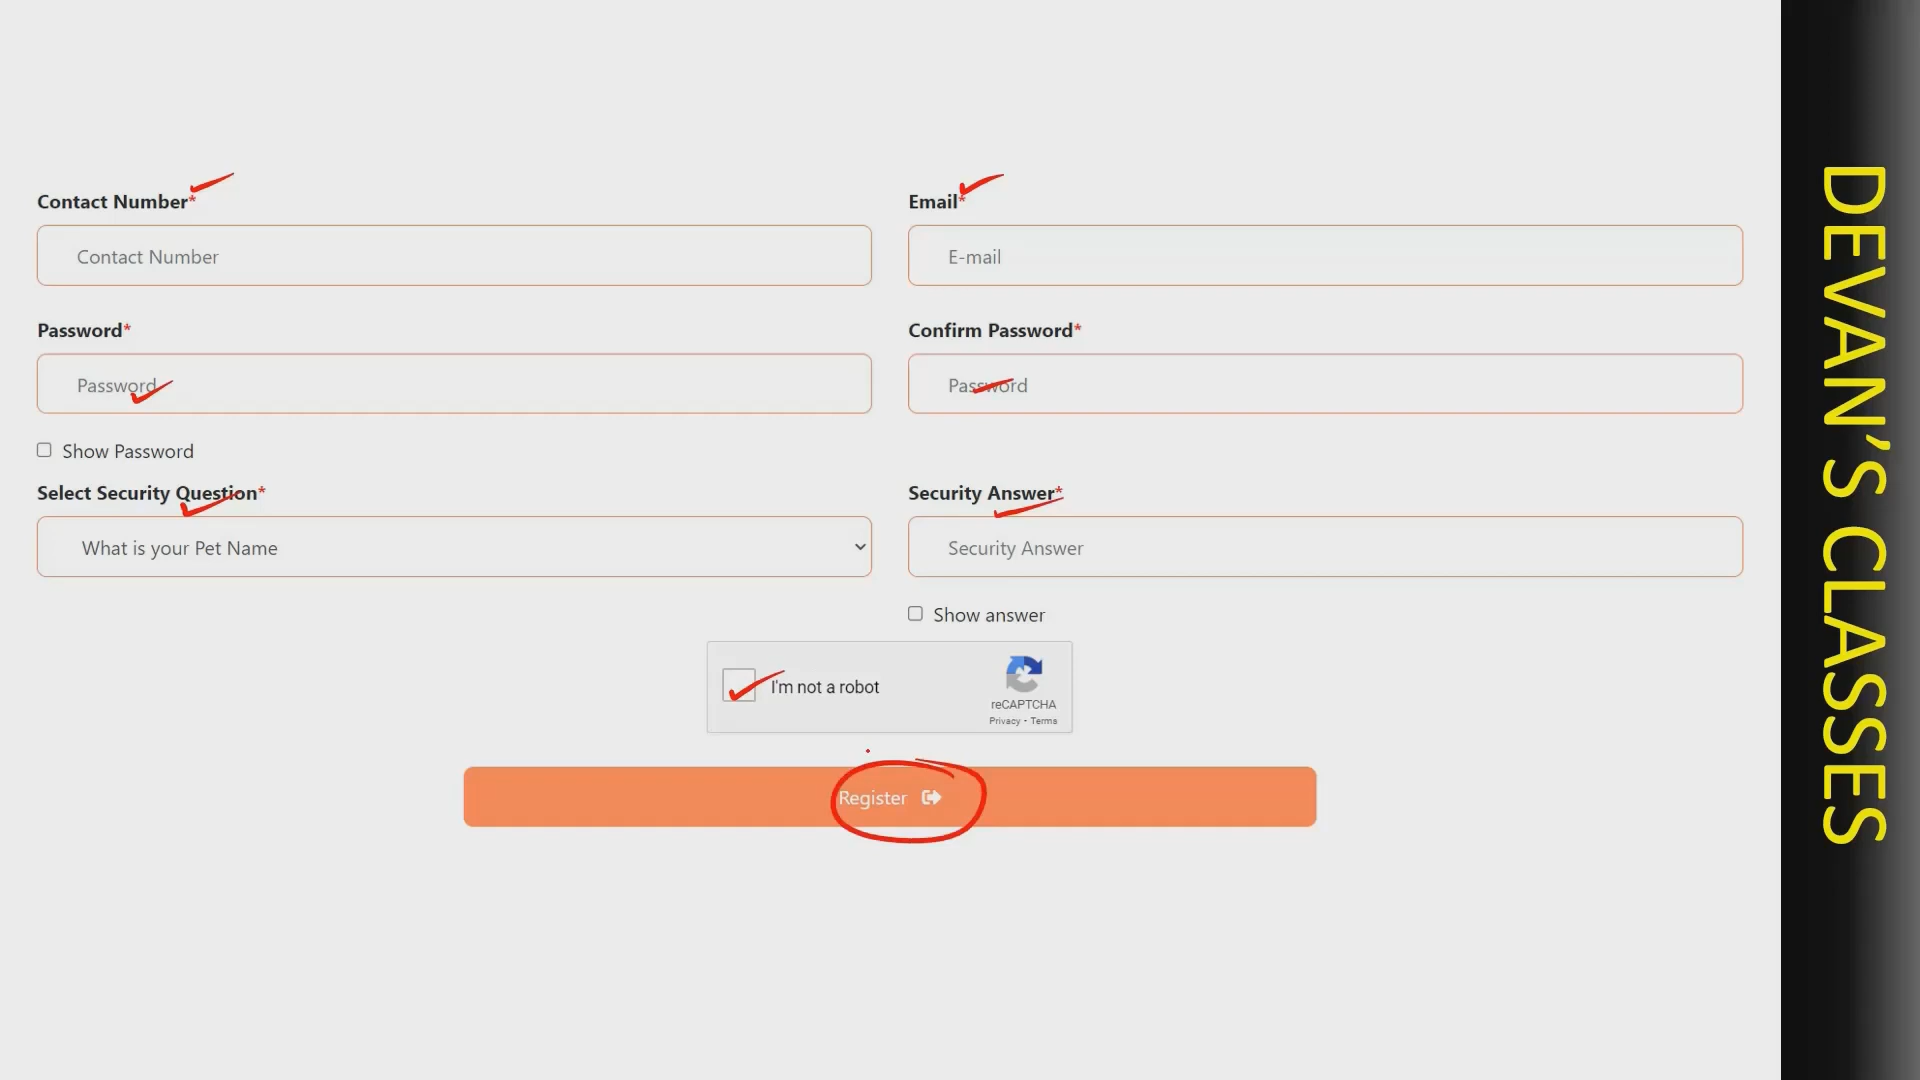 Contact Number*
Email*
Contact Number
E-mail
Password*
Confirm Password*
Password
Password
Show Password
Select Security Question*
Security Answer*
What is your Pet Name
Security Answer
Show answer
I'm not a robot
reCAPTCHA
Privacy - Terms
Register
DEVAN'S CLASSES